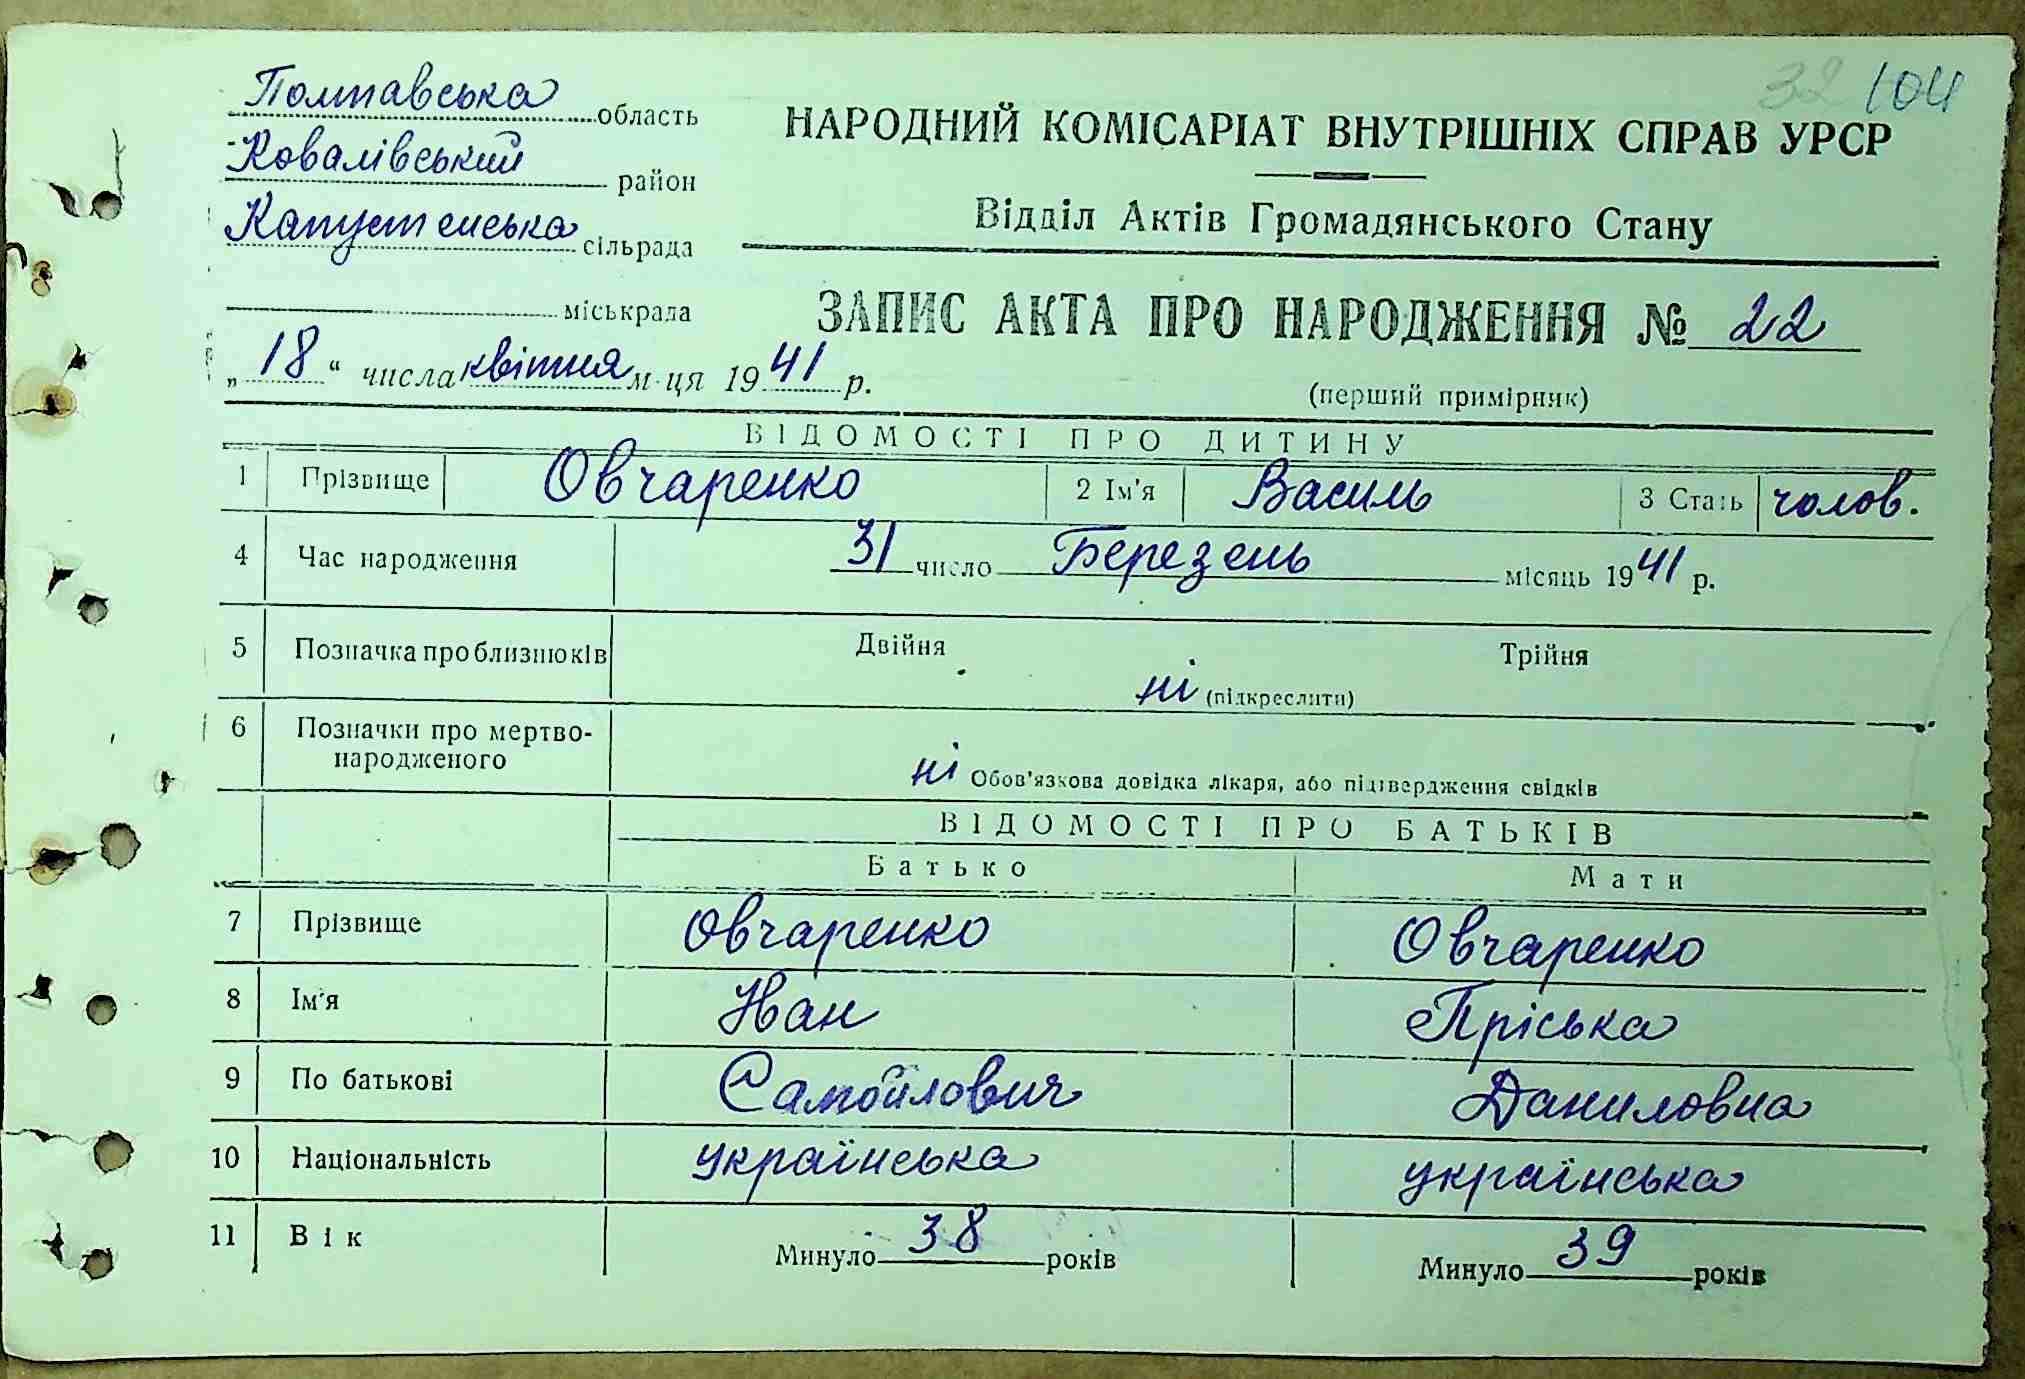 32 104
Полтавська область
Ковалівський район
Капустенська сільрада
міськрада
НАРОДНИЙ КОМІСАРІАТ ВНУТРІШНІХ СПРАВ УРСР
Відділ Актів Громадянського Стану
ЗАПИС АКТА ПРО НАРОДЖЕННЯ № 22
„18“ числа квітня м-ця 1941 р.
(перший примірник)
ВІДОМОСТІ ПРО ДИТИНУ
1 Прізвище Овчаренко 2 Ім'я Василь 3 Стать чолов.
4 Час народження 31 число Березень місяць 1941 р.
5 Позначка про близнюків Двійня Трійня
ні (підкреслити)
6 Позначки про мертво-
народженого
ні Обов'язкова довідка лікаря, або підтвердження свідків
ВІДОМОСТІ ПРО БАТЬКІВ
Батько Мати
7 Прізвище Овчаренко Овчаренко
8 Ім'я Іван Пріська
9 По батькові Самойлович Даниловна
10 Національність українська українська
11 Вік Минуло 38 років Минуло 39 років